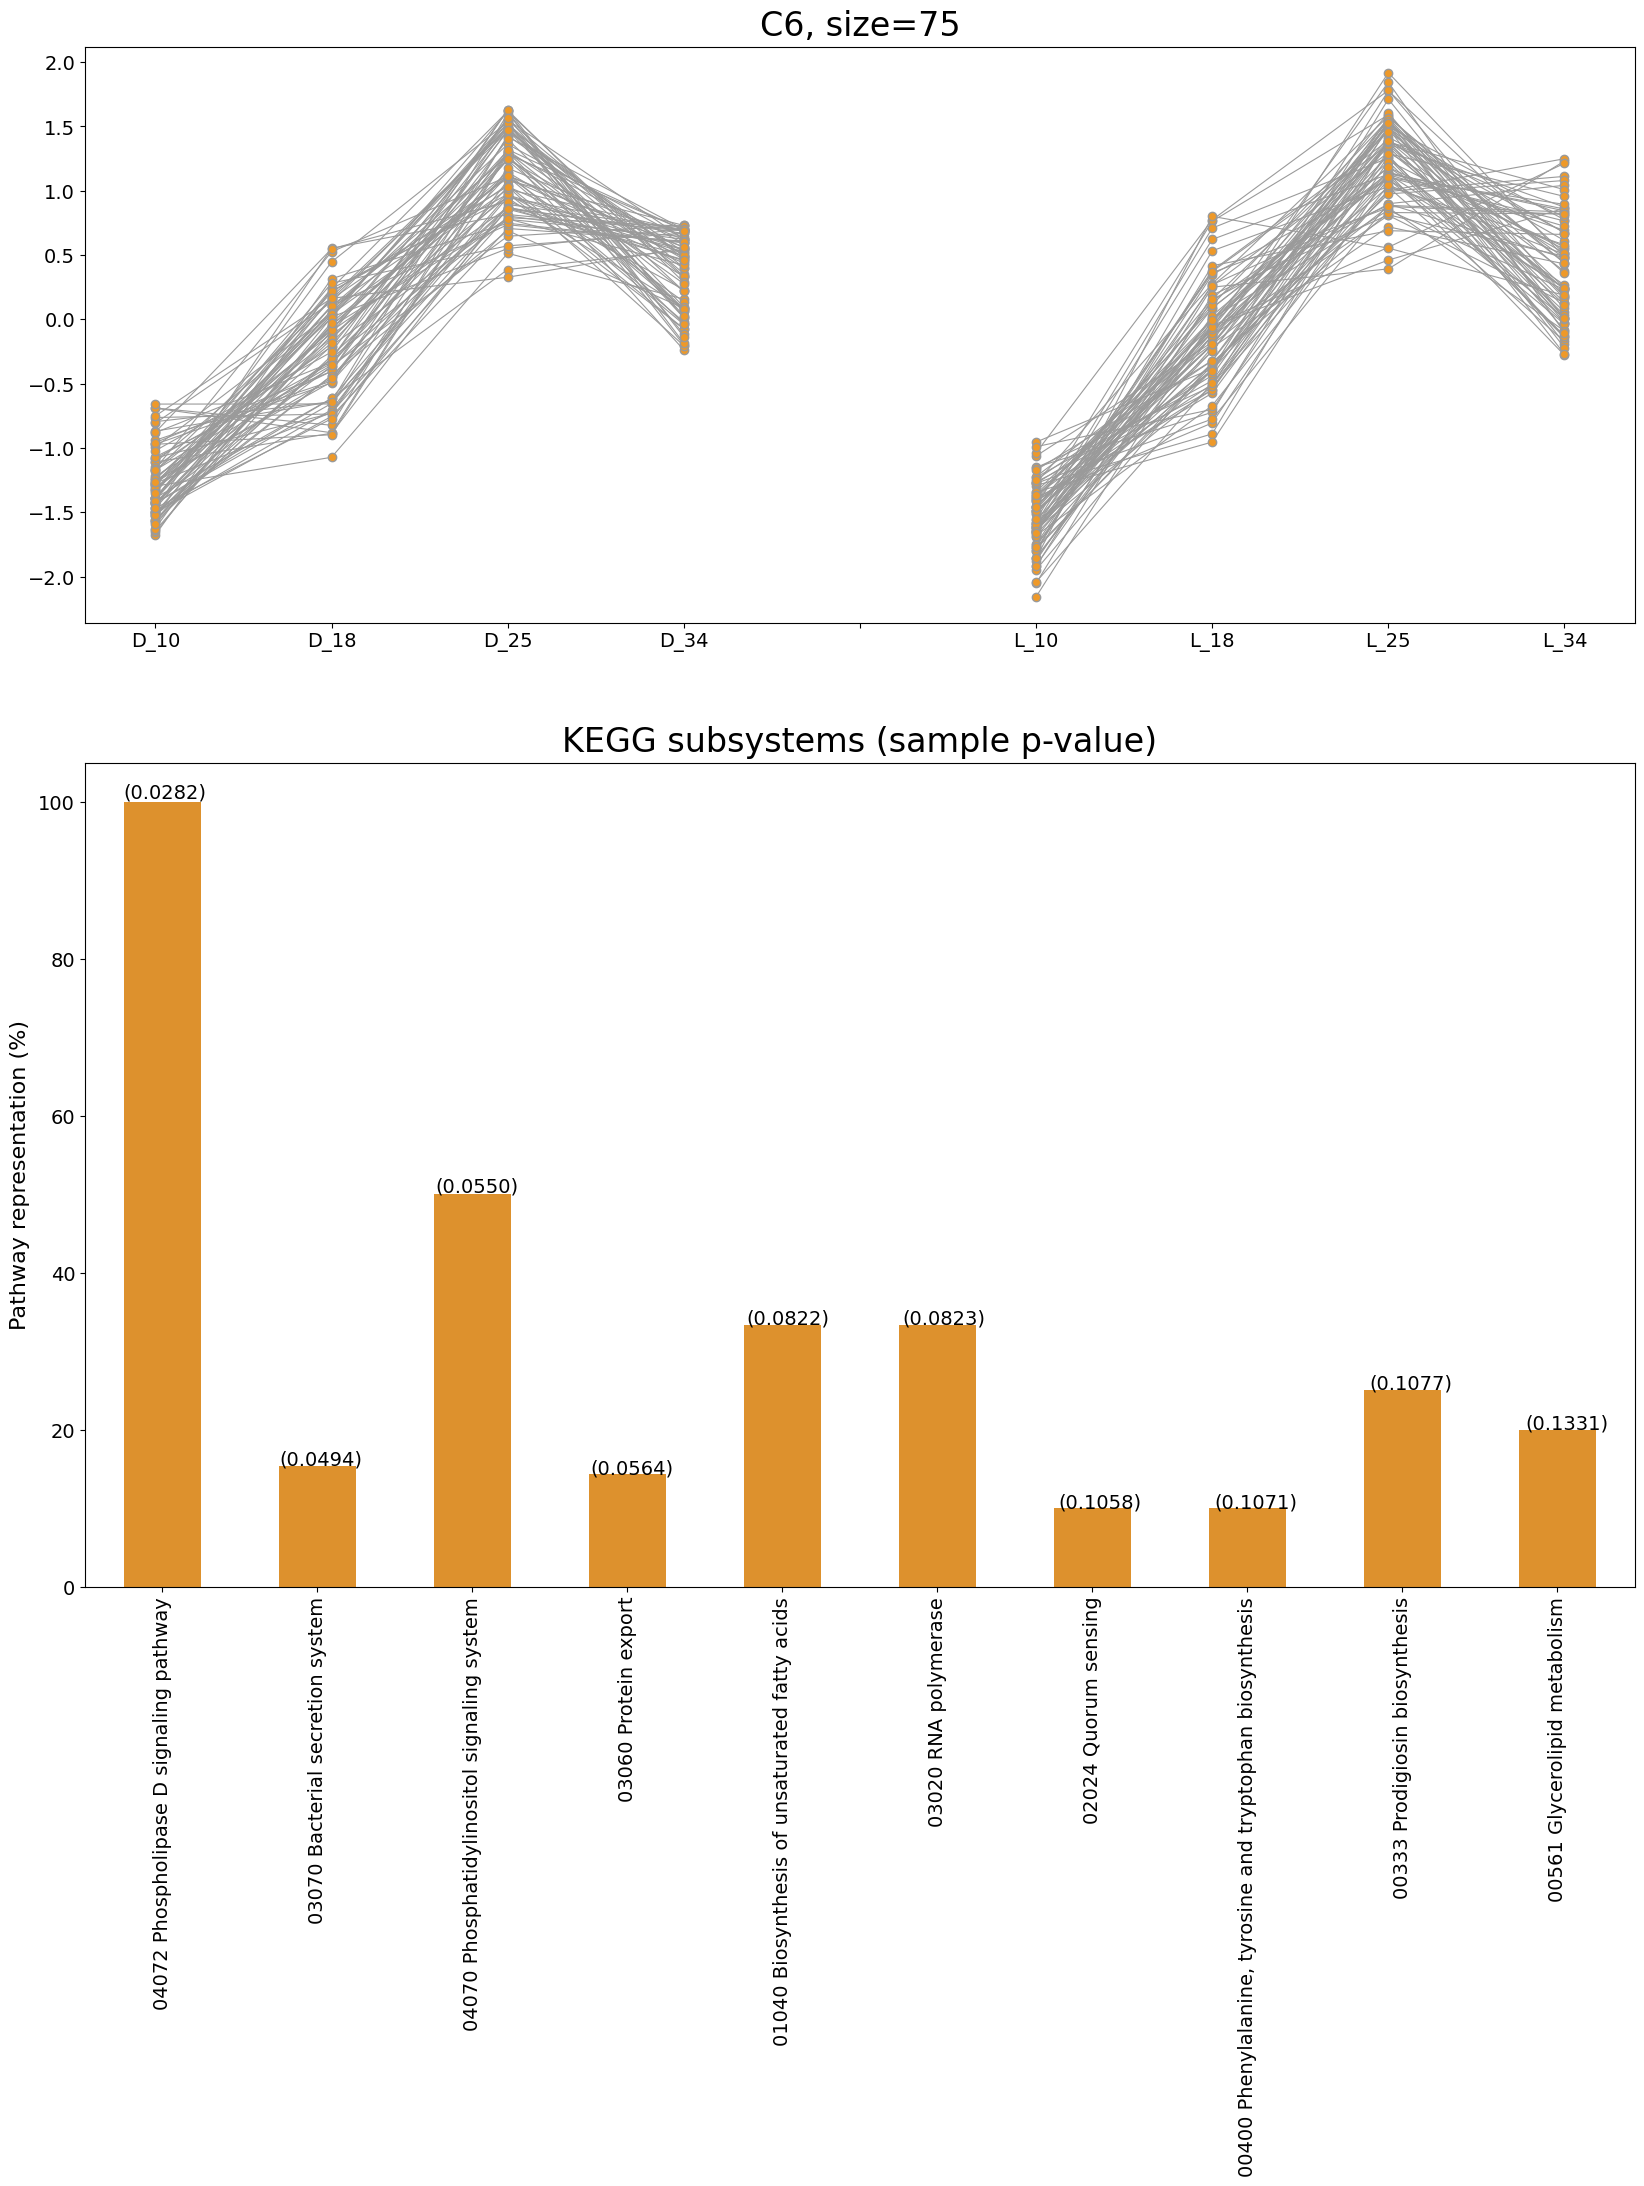 C6, size=75
2.0
1.5
1.0
0.5
0.0
−0.5
−1.0
−1.5
−2.0
D_10 D_18 D_25 D_34 L_10 L_18 L_25 L_34
KEGG subsystems (sample p-value)
Pathway representation (%)
100
80
60
40
20
0
(0.0282)
(0.0494)
(0.0550)
(0.0564)
(0.0822)
(0.0823)
(0.1058)
(0.1071)
(0.1077)
(0.1331)
04072 Phospholipase D signaling pathway
03070 Bacterial secretion system
04070 Phosphatidylinositol signaling system
03060 Protein export
01040 Biosynthesis of unsaturated fatty acids
03020 RNA polymerase
02024 Quorum sensing
00400 Phenylalanine, tyrosine and tryptophan biosynthesis
00333 Prodigiosin biosynthesis
00561 Glycerolipid metabolism